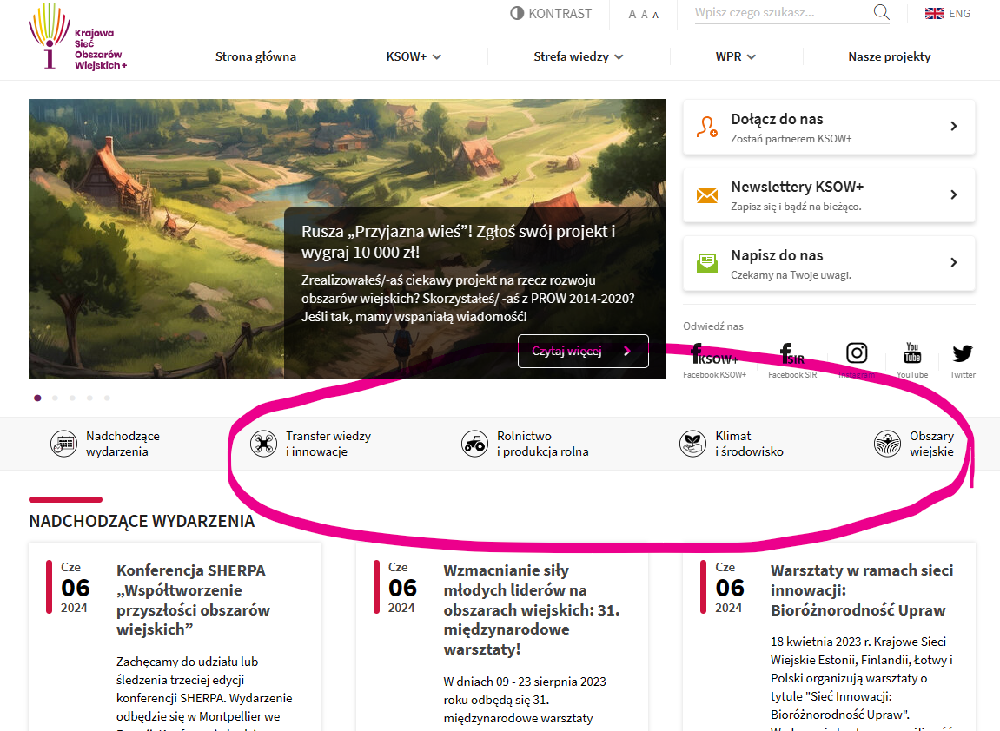 Krajowa
Sieć
Obszarów
Wiejskich +
KONTRAST
A A A
Wpisz czego szukasz...
ENG
Strona główna
KSOW+
Strefa wiedzy
WPR
Nasze projekty
Rusza „Przyjazna wieś”! Zgłoś swój projekt i
wygraj 10 000 zł!
Zrealizowałeś/-aś ciekawy projekt na rzecz rozwoju
obszarów wiejskich? Skorzystałeś/ -aś z PROW 2014-2020?
Jeśli tak, mamy wspaniałą wiadomość!
Czytaj więcej
Dołącz do nas
Zostań partnerem KSOW+
Newslettery KSOW+
Zapisz się i bądź na bieżąco.
Napisz do nas
Czekamy na Twoje uwagi.
Odwiedź nas
KSOW+
Facebook KSOW+
SIR
Facebook SIR
Instagram
You
Tube
YouTube
Twitter
Nadchodzące
wydarzenia
Transfer wiedzy
i innowacje
Rolnictwo
i produkcja rolna
Klimat
i środowisko
Obszary
wiejskie
NADCHODZĄCE WYDARZENIA
Cze
06
2024
Konferencja SHERPA
„Współtworzenie
przyszłości obszarów
wiejskich”
Zachęcamy do udziału lub
śledzenia trzeciej edycji
konferencji SHERPA. Wydarzenie
odbędzie się w Montpellier we
Cze
06
2024
Wzmacnianie siły
młodych liderów na
obszarach wiejskich: 31.
międzynarodowe
warsztaty!
W dniach 09 - 23 sierpnia 2023
roku odbędą się 31.
międzynarodowe warsztaty
Cze
06
2024
Warsztaty w ramach sieci
innowacji:
Bioróżnorodność Upraw
18 kwietnia 2023 r. Krajowe Sieci
Wiejskie Estonii, Finlandii, Łotwy i
Polski organizują warsztaty o
tytule "Sieć Innowacji:
Bioróżnorodność Upraw".